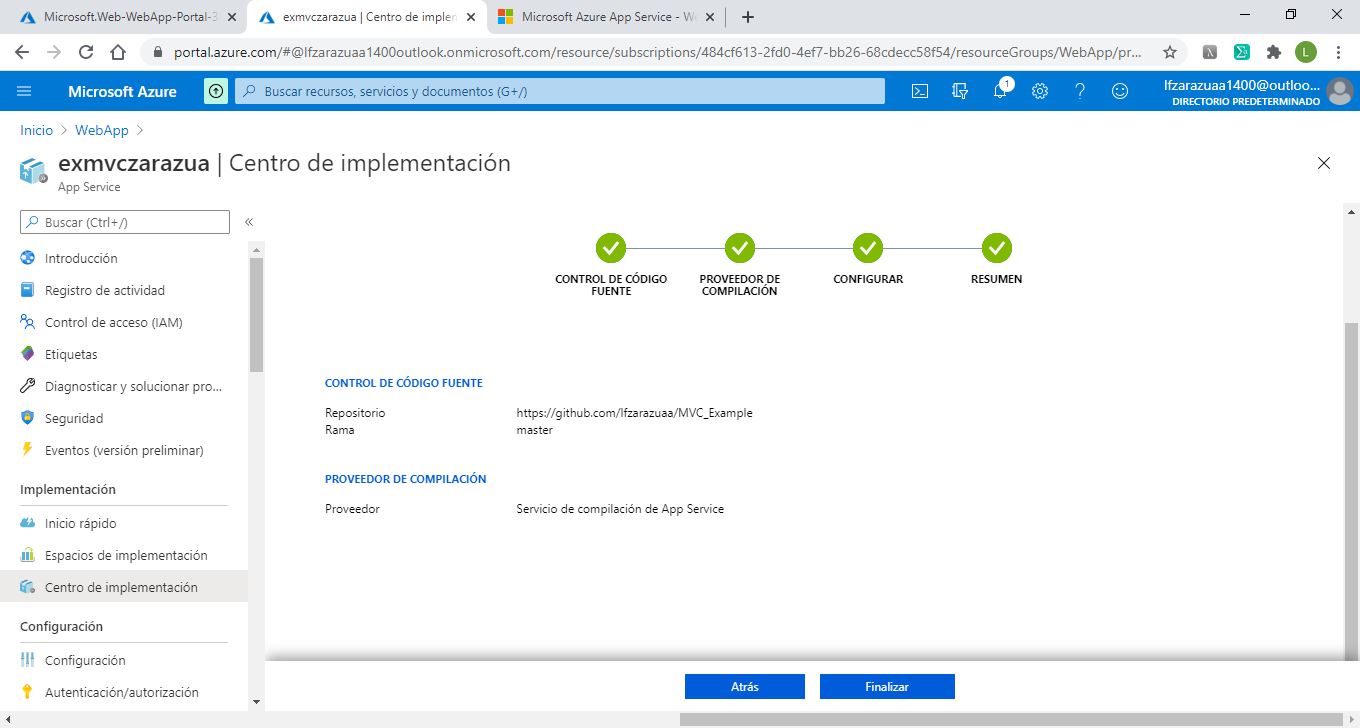 Microsoft.Web-WebApp-Portal-3
exmvczarazua | Centro de implem
Microsoft Azure App Service - W
portal.azure.com/#@lfzarazuaa1400outlook.onmicrosoft.com/resource/subscriptions/484cf613-2fd0-4ef7-bb26-68cdecc58f54/resourceGroups/WebApp/pr...
L
Microsoft Azure
Buscar recursos, servicios y documentos (G+/)
1
lfzarazuaa1400@outloo...
DIRECTORIO PREDETERMINADO
Inicio > WebApp >
exmvczarazua | Centro de implementación
App Service
Buscar (Ctrl+/)
«
Introducción
Registro de actividad
Control de acceso (IAM)
Etiquetas
Diagnosticar y solucionar pro...
Seguridad
Eventos (versión preliminar)
Implementación
Inicio rápido
Espacios de implementación
Centro de implementación
Configuración
Configuración
Autenticación/autorización
CONTROL DE CÓDIGO
FUENTE
PROVEEDOR DE
COMPILACIÓN
CONFIGURAR
RESUMEN
CONTROL DE CÓDIGO FUENTE
Repositorio https://github.com/lfzarazuaa/MVC_Example
Rama master
PROVEEDOR DE COMPILACIÓN
Proveedor Servicio de compilación de App Service
Atrás
Finalizar